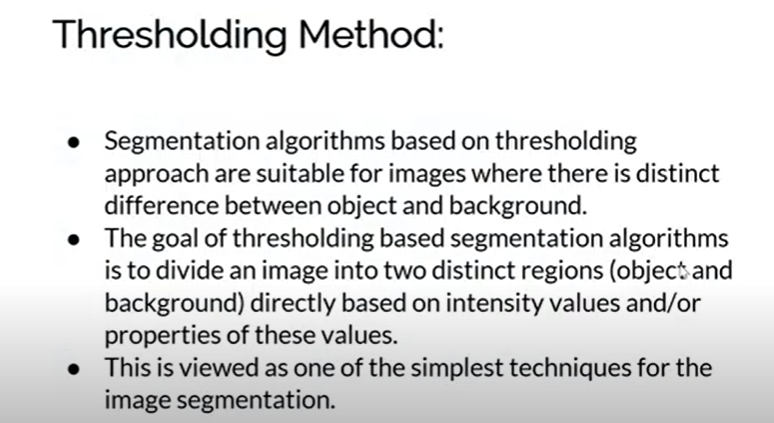 Thresholding Method:
● Segmentation algorithms based on thresholding
approach are suitable for images where there is distinct
difference between object and background.
● The goal of thresholding based segmentation algorithms
is to divide an image into two distinct regions (object and
background) directly based on intensity values and/or
properties of these values.
● This is viewed as one of the simplest techniques for the
image segmentation.